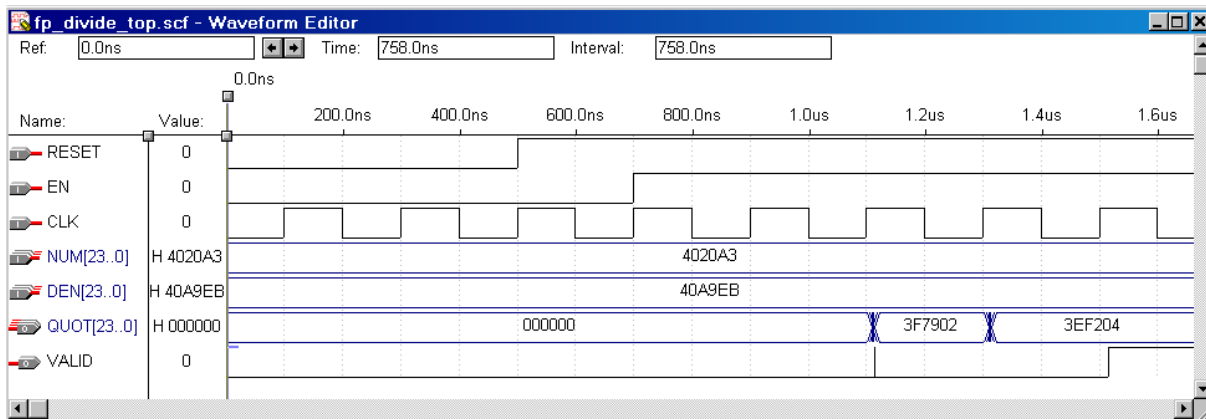 fp_divide_top.scf - Waveform Editor
Ref: 0.0ns Time: 758.0ns Interval: 758.0ns
0.0ns
Name: Value: 200.0ns 400.0ns 600.0ns 800.0ns 1.0us 1.2us 1.4us 1.6us
RESET 0
EN 0
CLK 0
NUM[23..0] H 4020A3 4020A3
DEN[23..0] H 40A9EB 40A9EB
QUOT[23..0] H 000000 000000 3F7902 3EF204
VALID 0